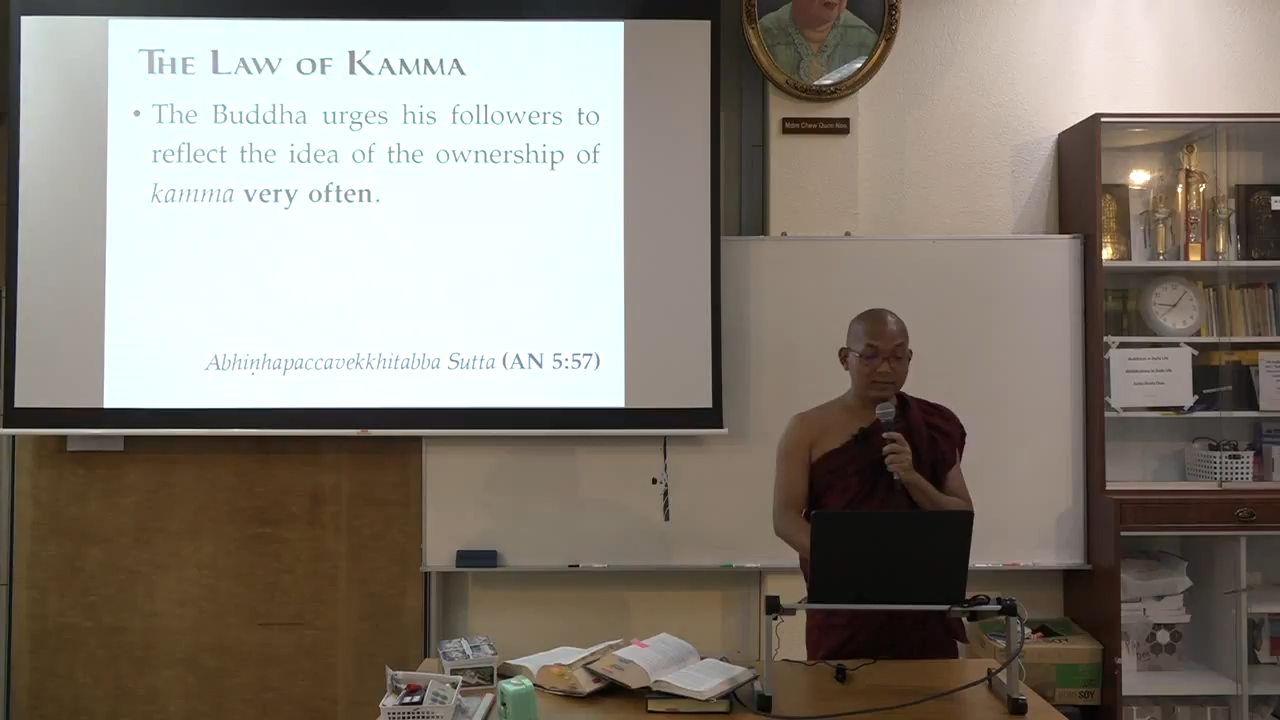 THE LAW OF KAMMA
• The Buddha urges his followers to
reflect the idea of the ownership of
kamma very often.
Abhiṇhapaccavekkhitabba Sutta (AN 5:57)